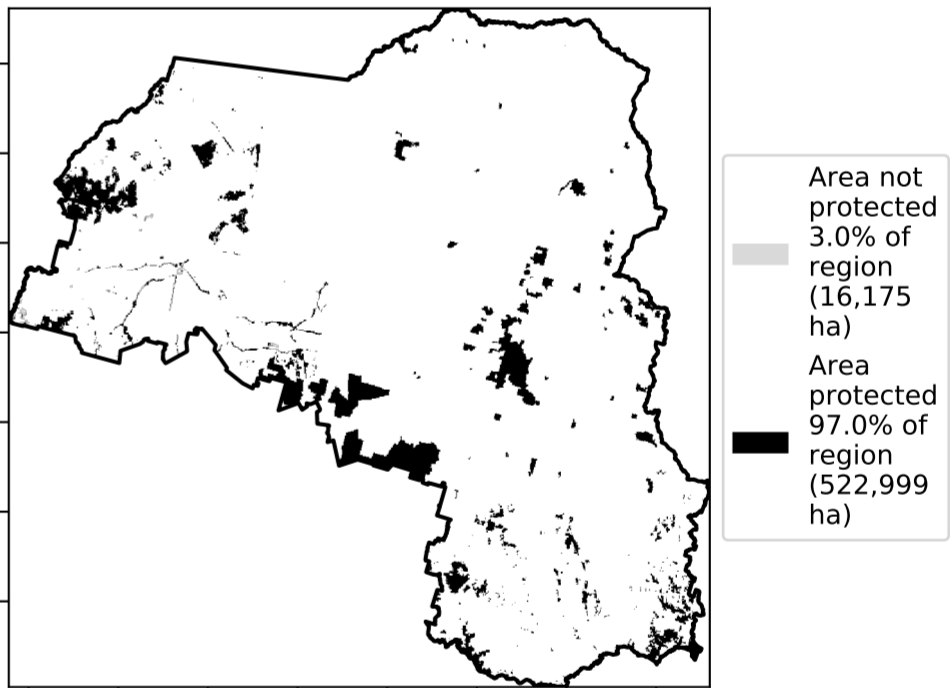 Area not
protected
3.0% of
region
(16,175
ha)
Area
protected
97.0% of
region
(522,999
ha)